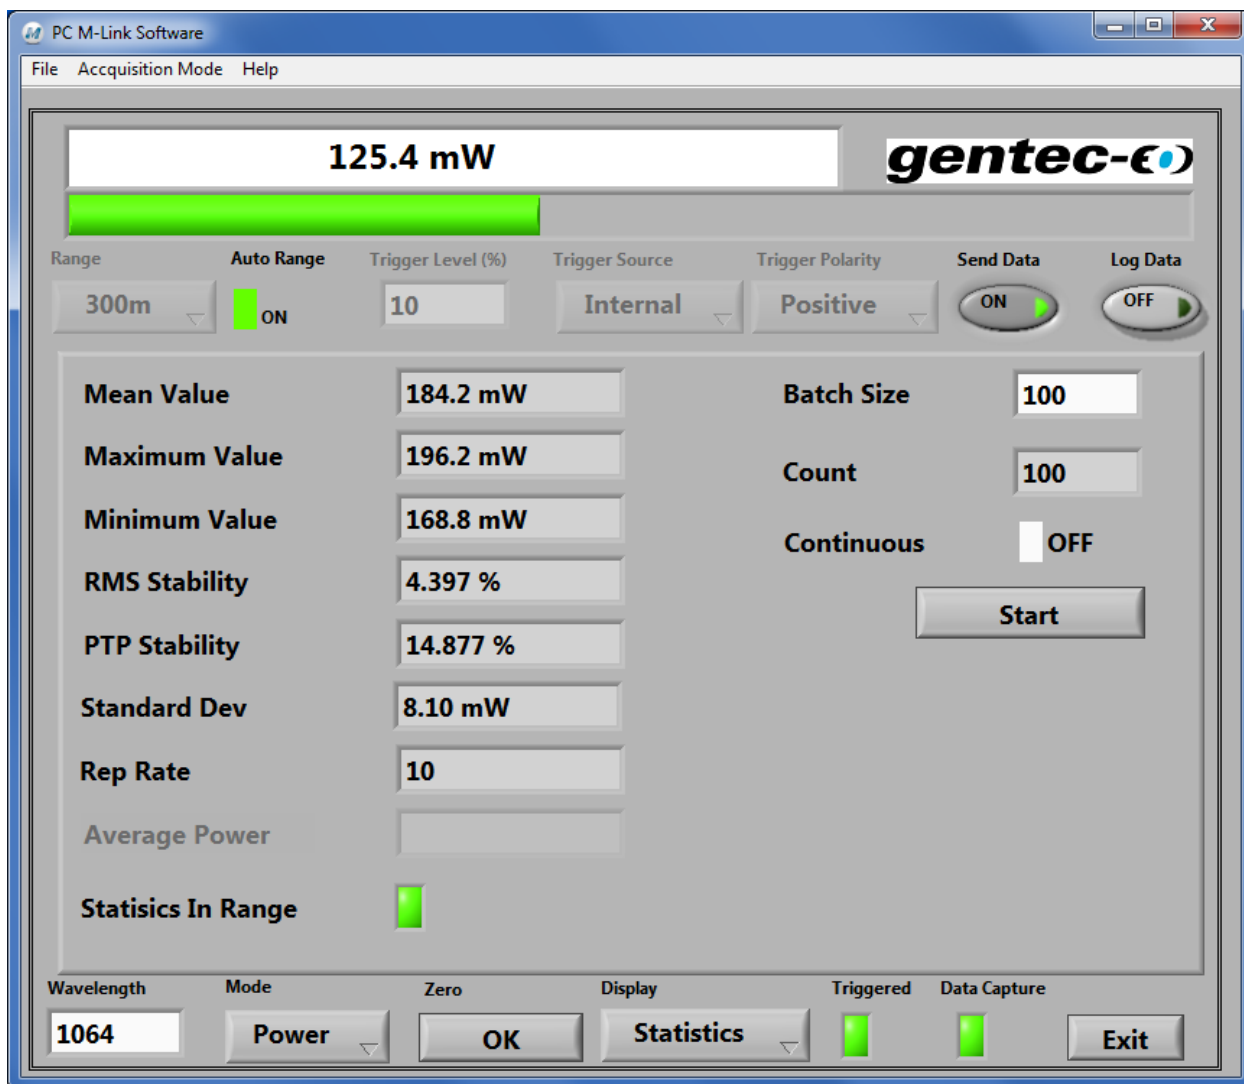 PC M-Link Software
File Accquisition Mode Help
125.4 mW
gentec-eo
Range Auto Range Trigger Level (%) Trigger Source Trigger Polarity Send Data Log Data
300m ON 10 Internal Positive ON OFF
Mean Value 184.2 mW Batch Size 100
Maximum Value 196.2 mW
Count 100
Minimum Value 168.8 mW
Continuous OFF
RMS Stability 4.397 %
Start
PTP Stability 14.877 %
Standard Dev 8.10 mW
Rep Rate 10
Average Power
Statisics In Range
Wavelength Mode Zero Display Triggered Data Capture
1064 Power OK Statistics Exit